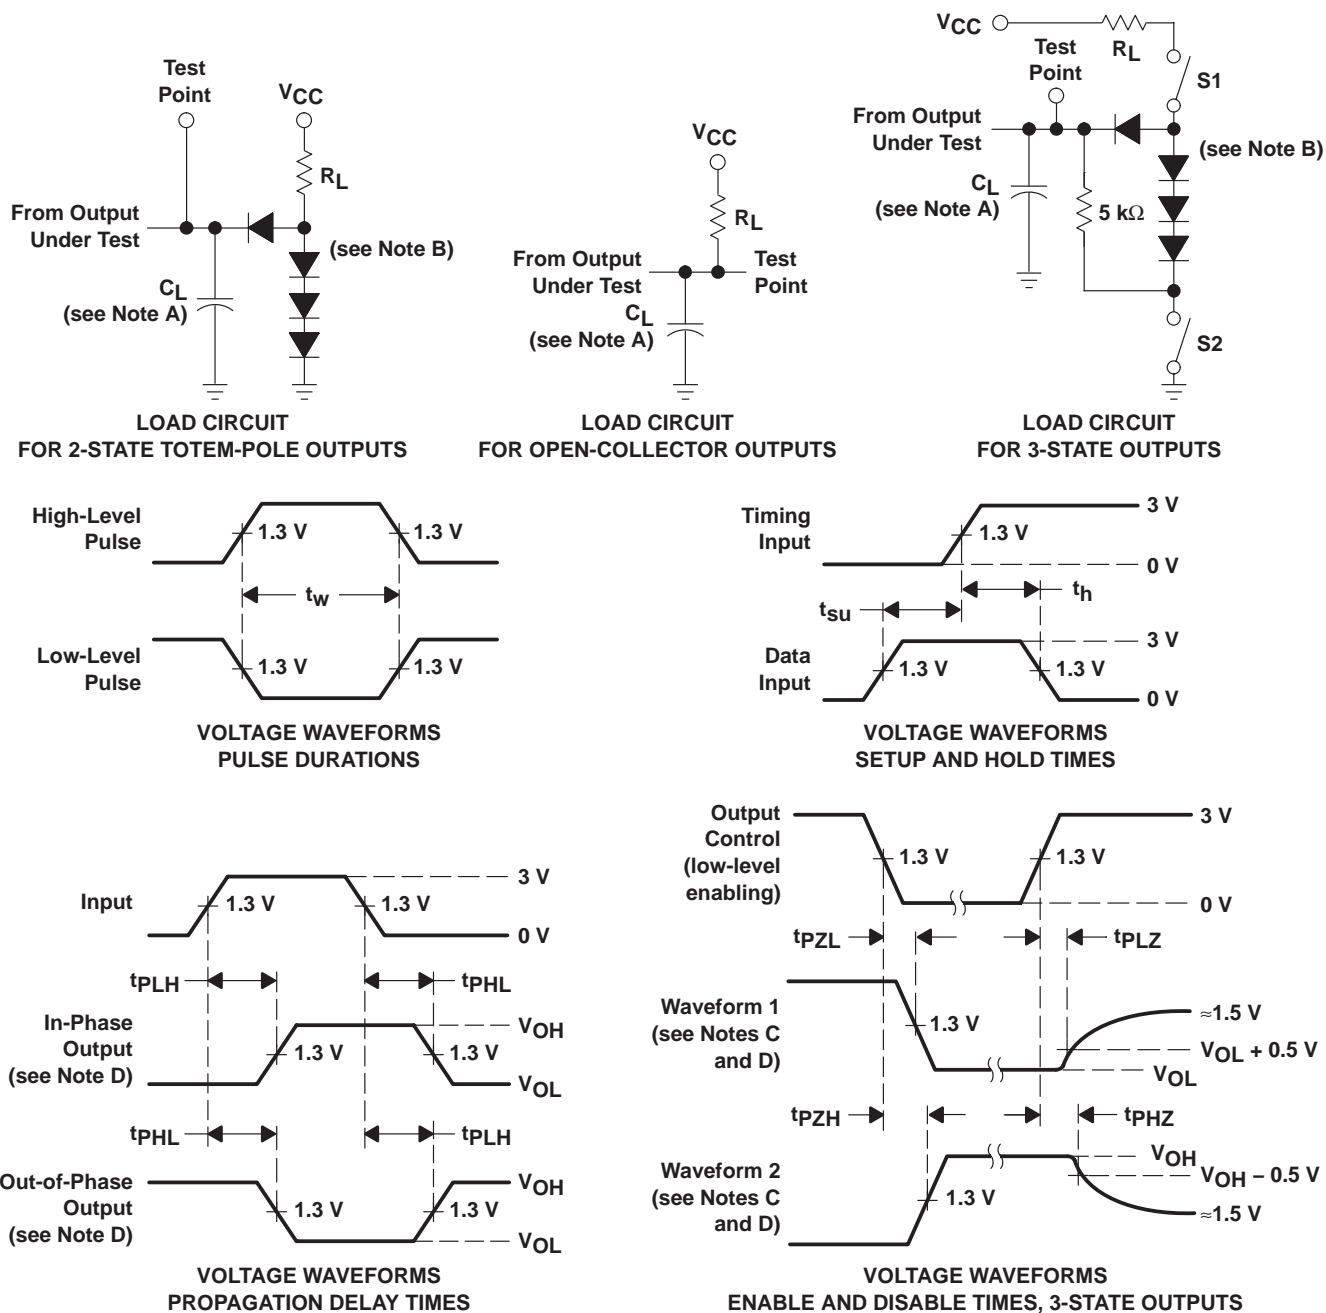 Test
Point
VCC
RL
From Output
Under Test
(see Note B)
CL
(see Note A)
LOAD CIRCUIT
FOR 2-STATE TOTEM-POLE OUTPUTS
VCC
RL
From Output
Under Test
Test
Point
CL
(see Note A)
LOAD CIRCUIT
FOR OPEN-COLLECTOR OUTPUTS
VCC
RL
Test
Point
S1
From Output
Under Test
(see Note B)
CL
(see Note A)
5 kΩ
S2
LOAD CIRCUIT
FOR 3-STATE OUTPUTS
High-Level
Pulse
1.3 V
1.3 V
tw
Low-Level
Pulse
1.3 V
1.3 V
VOLTAGE WAVEFORMS
PULSE DURATIONS
Timing
Input
3 V
1.3 V
0 V
th
tsu
Data
Input
3 V
1.3 V
1.3 V
0 V
VOLTAGE WAVEFORMS
SETUP AND HOLD TIMES
Input
3 V
1.3 V
1.3 V
0 V
tPLH
tPHL
In-Phase
Output
(see Note D)
VOH
1.3 V
1.3 V
VOL
tPHL
tPLH
Out-of-Phase
Output
(see Note D)
VOH
1.3 V
1.3 V
VOL
VOLTAGE WAVEFORMS
PROPAGATION DELAY TIMES
Output
Control
(low-level
enabling)
3 V
1.3 V
1.3 V
0 V
tPZL
tPLZ
Waveform 1
(see Notes C
and D)
1.3 V
≈1.5 V
VOL + 0.5 V
VOL
tPZH
tPHZ
Waveform 2
(see Notes C
and D)
VOH
VOH – 0.5 V
1.3 V
≈1.5 V
VOLTAGE WAVEFORMS
ENABLE AND DISABLE TIMES, 3-STATE OUTPUTS